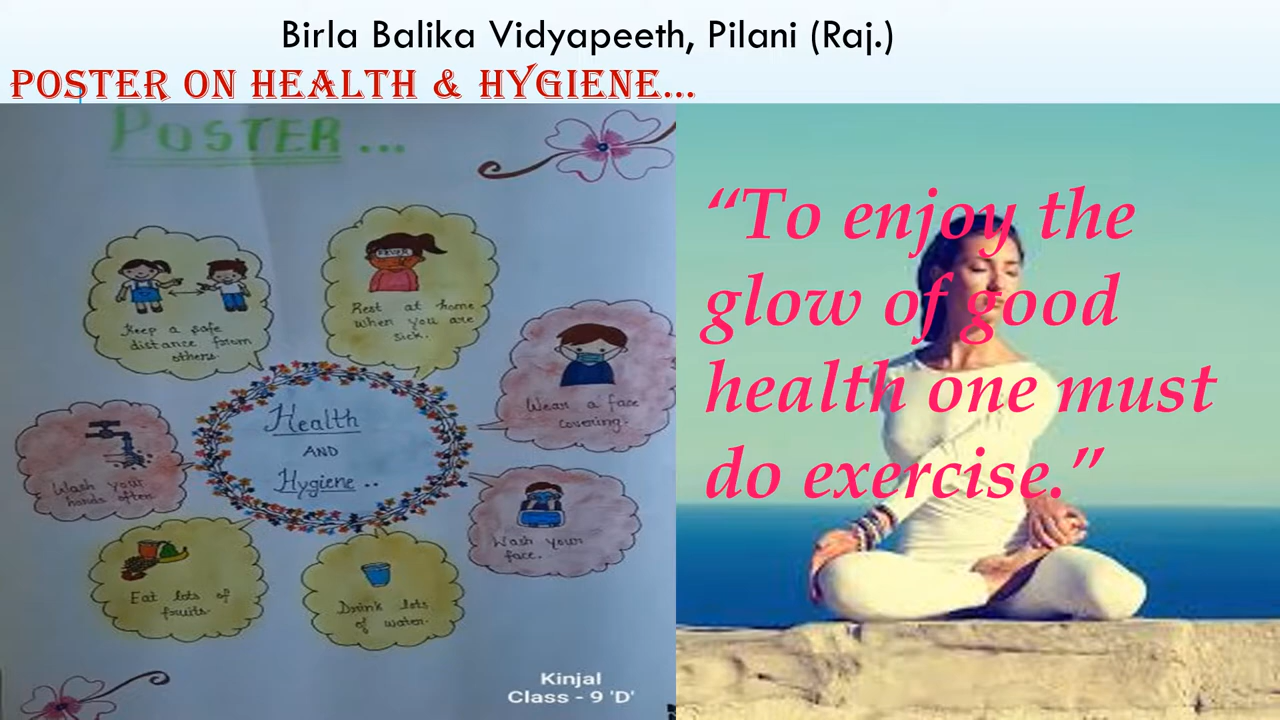 Birla Balika Vidyapeeth, Pilani (Raj.)
POSTER ON HEALTH & HYGIENE...
POSTER...
Keep a safe
distance from
others.
Rest at home
when you are
sick.
Wear a face
covering.
Health
AND
Hygiene..
Wash your
hands often
Wash your
face.
Eat lots of
fruits.
Drink lots
of water.
Kinjal
Class - 9 'D'
“To enjoy the
glow of good
health one must
do exercise.”